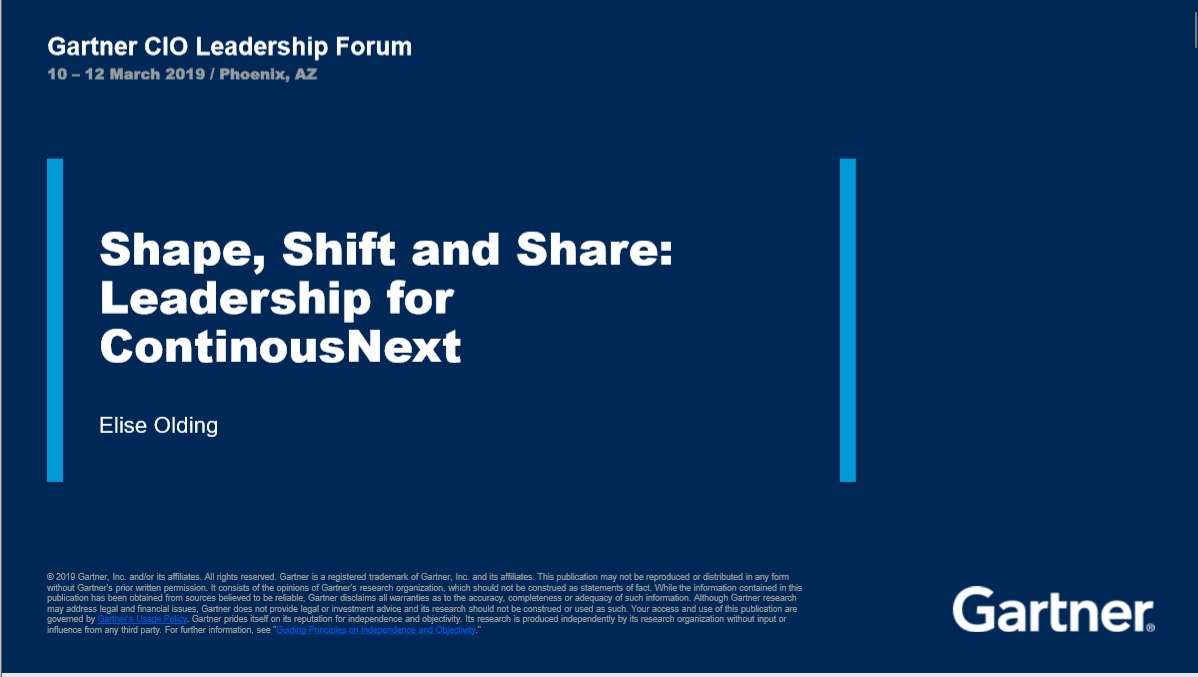 Gartner CIO Leadership Forum
10 – 12 March 2019 / Phoenix, AZ
Shape, Shift and Share:
Leadership for
ContinousNext
Elise Olding
© 2019 Gartner, Inc. and/or its affiliates. All rights reserved. Gartner is a registered trademark of Gartner, Inc. and its affiliates. This publication may not be reproduced or distributed in any form
without Gartner's prior written permission. It consists of the opinions of Gartner's research organization, which should not be construed as statements of fact. While the information contained in this
publication has been obtained from sources believed to be reliable, Gartner disclaims all warranties as to the accuracy, completeness or adequacy of such information. Although Gartner research
may address legal and financial issues, Gartner does not provide legal or investment advice and its research should not be construed or used as such. Your access and use of this publication are
governed by Gartner's Usage Policy. Gartner prides itself on its reputation for independence and objectivity. Its research is produced independently by its research organization without input or
influence from any third party. For further information, see "Guiding Principles on Independence and Objectivity."
Gartner®